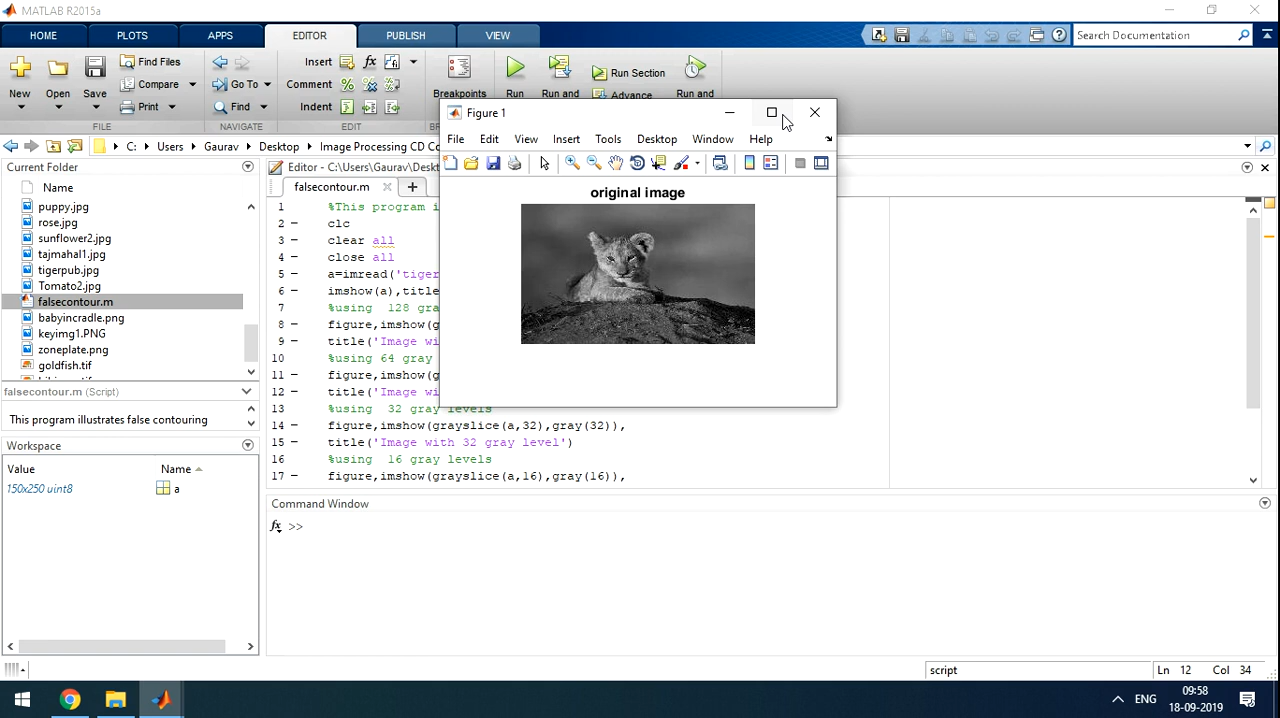 MATLAB R2015a
HOME PLOTS APPS EDITOR PUBLISH VIEW Search Documentation
New Open Save Find Files Compare Print FILE
Go To Find NAVIGATE
Insert fx Comment Indent EDIT
Breakpoints
Run Run and Run Section Advance Run and
C: Users Gaurav Desktop Image Processing CD Co
Current Folder
Name
puppy.jpg
rose.jpg
sunflower2.jpg
tajmahal1.jpg
tigerpub.jpg
Tomato2.jpg
falsecontour.m
babyincradle.png
keyimg1.PNG
zoneplate.png
goldfish.tif
falsecontour.m (Script)
This program illustrates false contouring
Workspace
Value Name
150x250 uint8 a
Editor - C:\Users\Gaurav\Deskt
falsecontour.m
1 %This program i
2 clc
3 clear all
4 close all
5 a=imread('tiger
6 imshow(a),title
7 %using 128 gra
8 figure,imshow(g
9 title('Image wi
10 %using 64 gray
11 figure,imshow(g
12 title('Image wi
13 %using 32 gray levels
14 figure,imshow(grayslice(a,32),gray(32)),
15 title('Image with 32 gray level')
16 %using 16 gray levels
17 figure,imshow(grayslice(a,16),gray(16)),
Figure 1
File Edit View Insert Tools Desktop Window Help
original image
Command Window
fx >>
script Ln 12 Col 34
ENG 09:58
18-09-2019